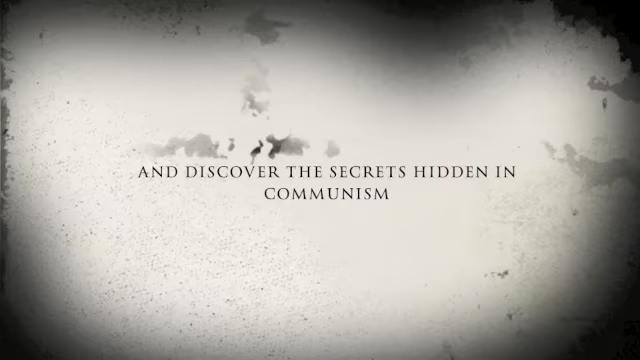 AND DISCOVER THE SECRETS HIDDEN IN
COMMUNISM